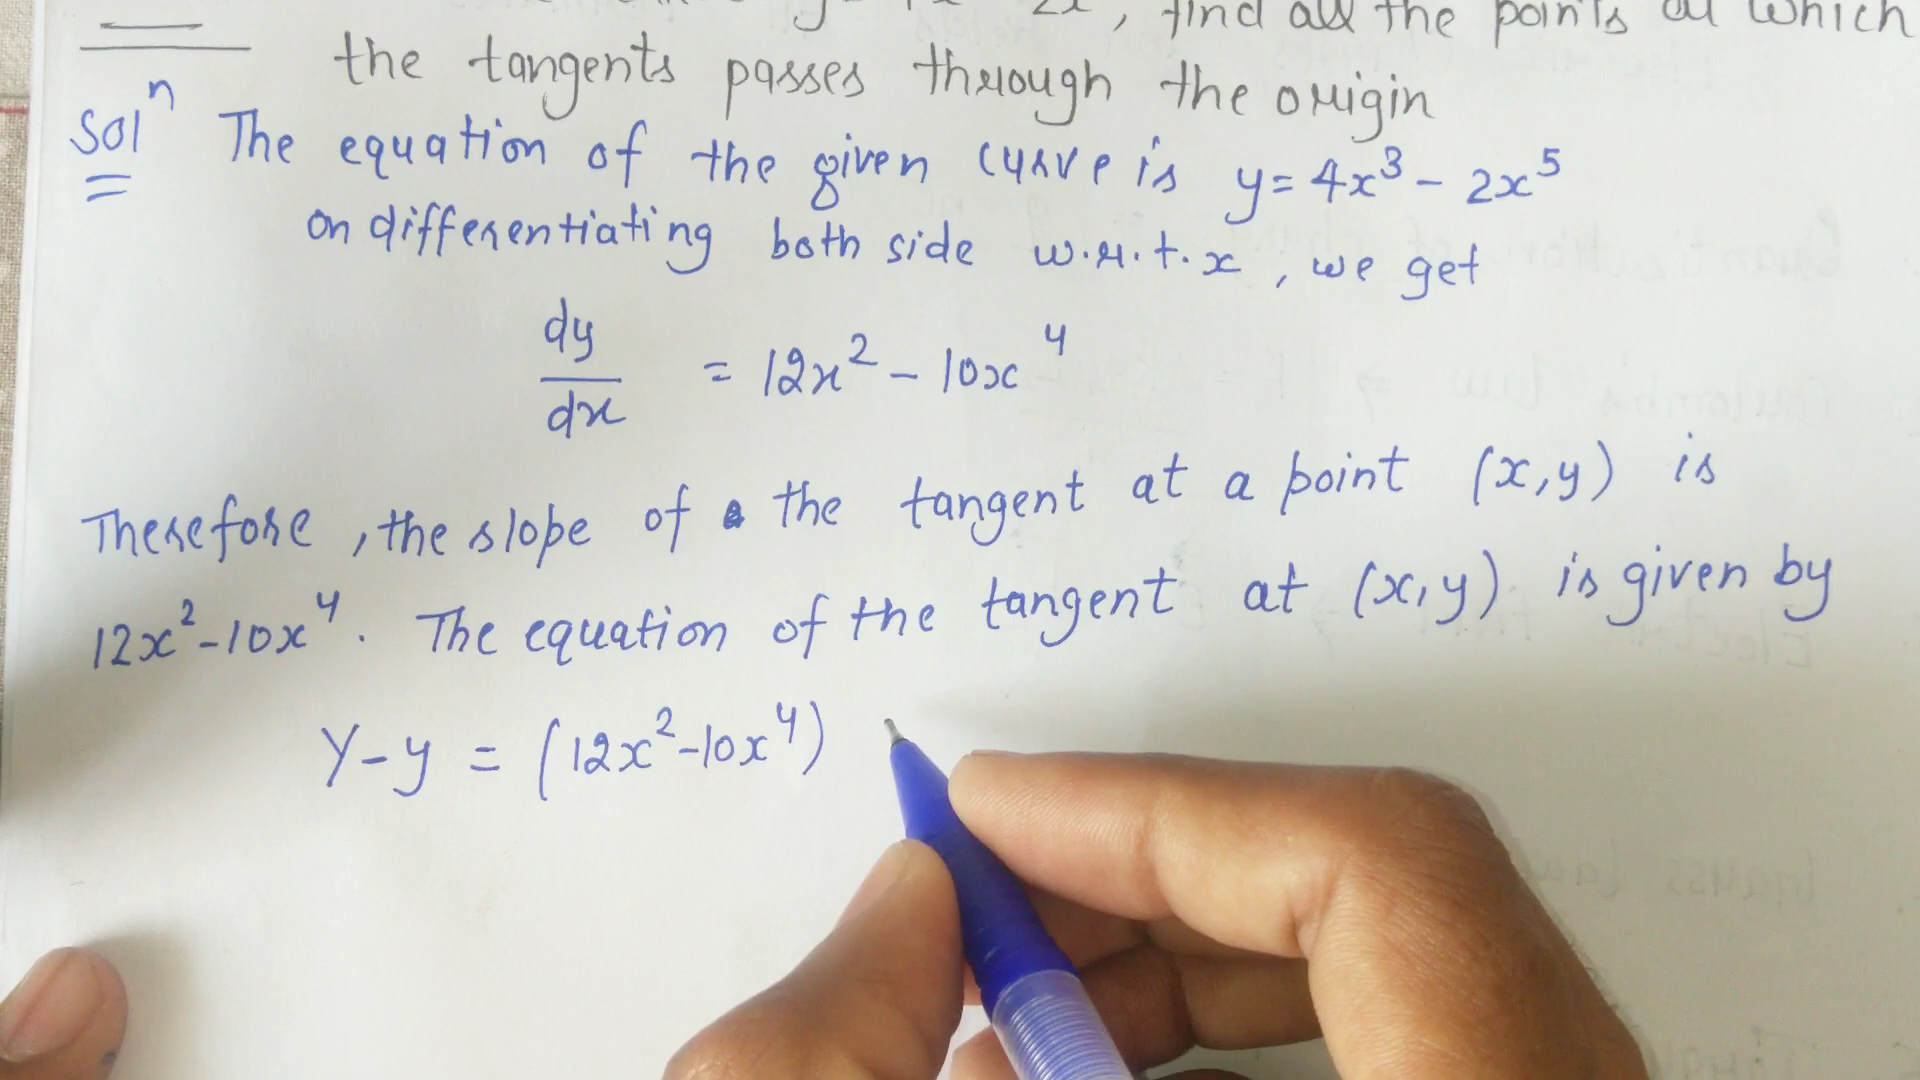 , find all the points at which
the tangents passes through the origin
Solⁿ The equation of the given curve is y = 4x³ - 2x⁵
on differentiating both side w.r.t. x, we get
dy/dx = 12x² - 10x⁴
Therefore, the slope of the tangent at a point (x,y) is
12x² - 10x⁴. The equation of the tangent at (x,y) is given by
Y - y = (12x² - 10x⁴)